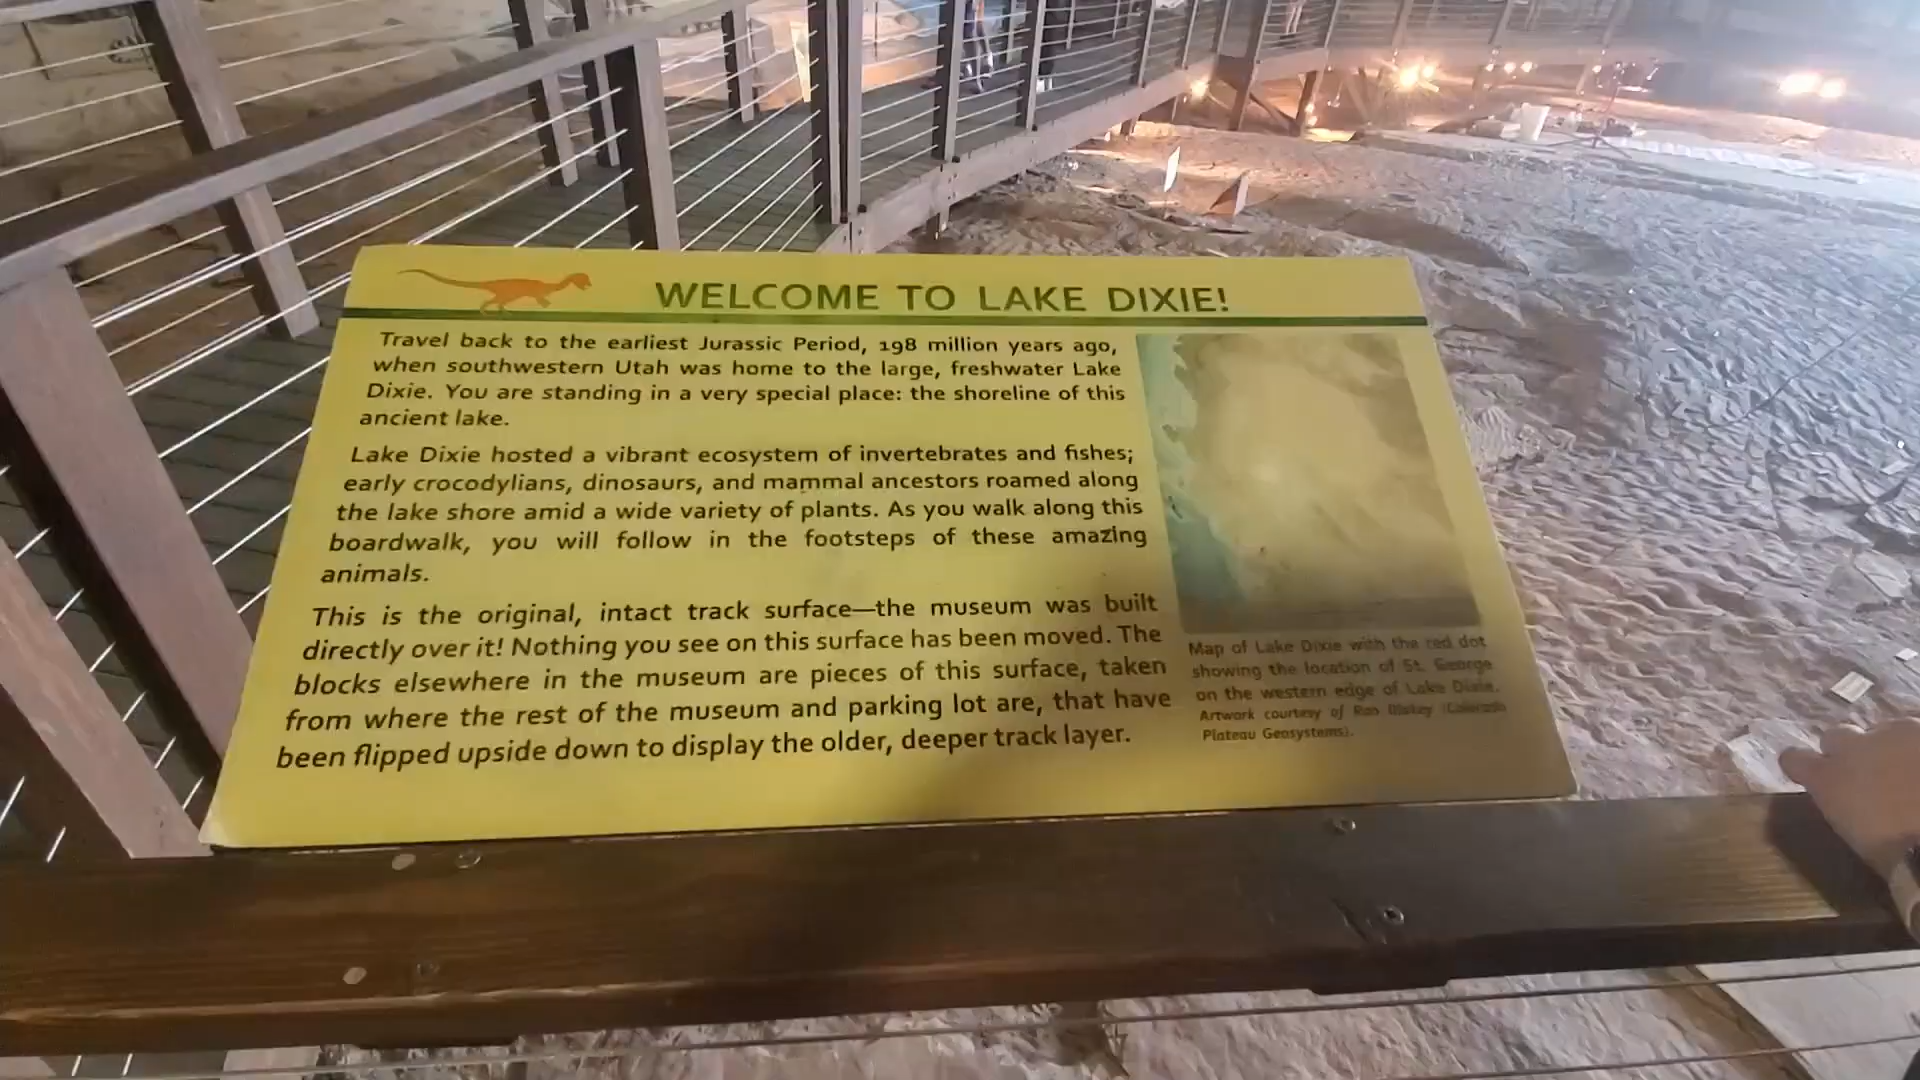 WELCOME TO LAKE DIXIE!
Travel back to the earliest Jurassic Period, 198 million years ago,
when southwestern Utah was home to the large, freshwater Lake
Dixie. You are standing in a very special place: the shoreline of this
ancient lake.
Lake Dixie hosted a vibrant ecosystem of invertebrates and fishes;
early crocodylians, dinosaurs, and mammal ancestors roamed along
the lake shore amid a wide variety of plants. As you walk along this
boardwalk, you will follow in the footsteps of these amazing
animals.
This is the original, intact track surface—the museum was built
directly over it! Nothing you see on this surface has been moved. The
blocks elsewhere in the museum are pieces of this surface, taken
from where the rest of the museum and parking lot are, that have
been flipped upside down to display the older, deeper track layer.
Map of Lake Dixie with the red dot
showing the location of St. George
on the western edge of Lake Dixie.
Artwork courtesy of Ron (Colorado
Plateau Geosystems).